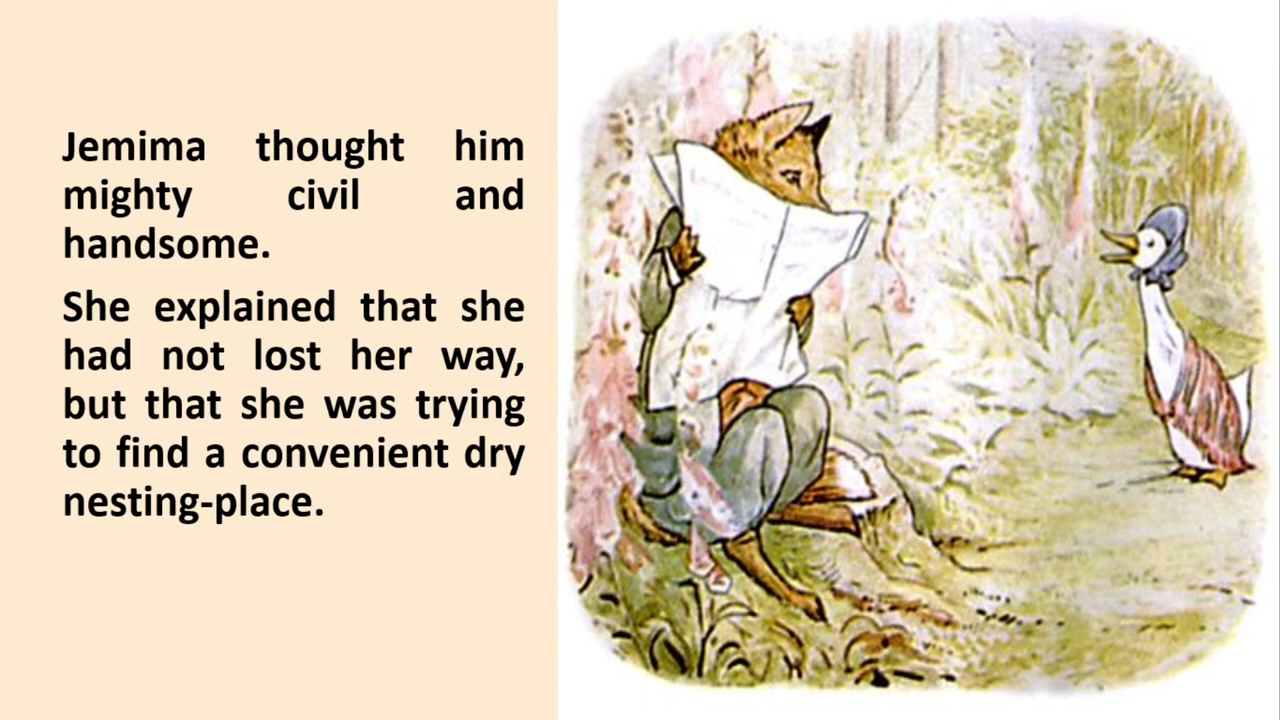 Jemima thought him
mighty civil and
handsome.
She explained that she
had not lost her way,
but that she was trying
to find a convenient dry
nesting-place.